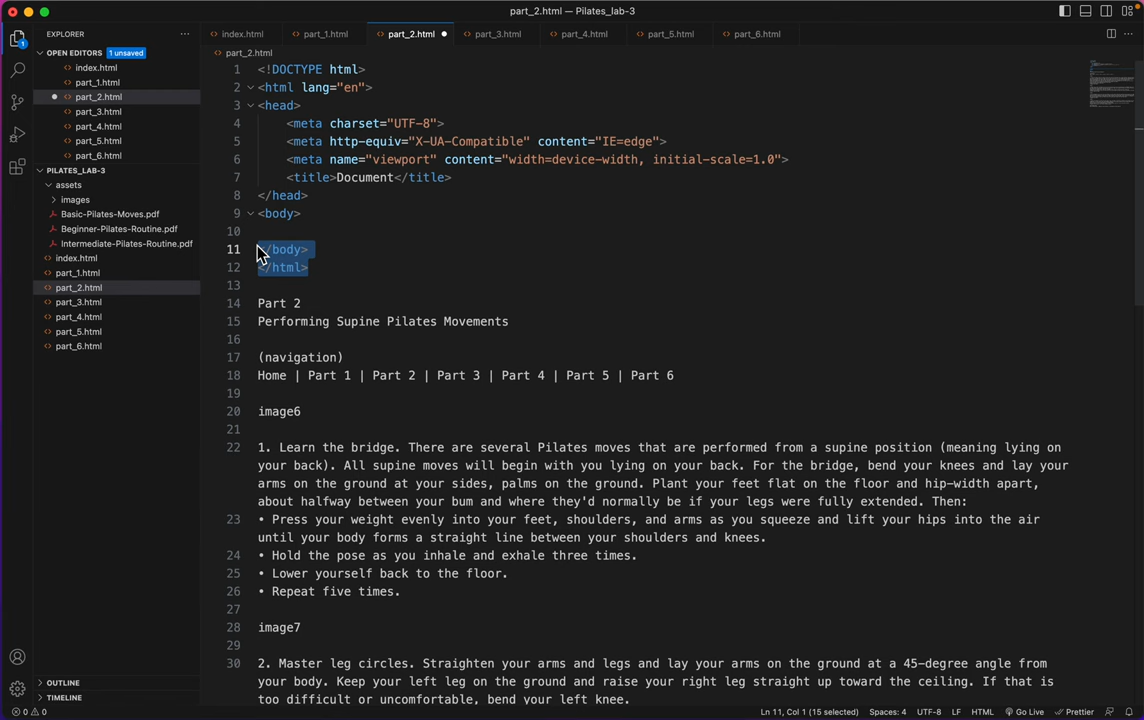 part_2.html — Pilates_lab-3
EXPLORER
index.html
part_1.html
part_2.html
part_3.html
part_4.html
part_5.html
part_6.html
OPEN EDITORS
1 unsaved
part_2.html
index.html
part_1.html
part_2.html
part_3.html
part_4.html
part_5.html
part_6.html
PILATES_LAB-3
assets
images
Basic-Pilates-Moves.pdf
Beginner-Pilates-Routine.pdf
Intermediate-Pilates-Routine.pdf
index.html
part_1.html
part_2.html
part_3.html
part_4.html
part_5.html
part_6.html
OUTLINE
TIMELINE
1 <!DOCTYPE html>
2 <html lang="en">
3 <head>
4 <meta charset="UTF-8">
5 <meta http-equiv="X-UA-Compatible" content="IE=edge">
6 <meta name="viewport" content="width=device-width, initial-scale=1.0">
7 <title>Document</title>
8 </head>
9 <body>
10
11 </body>
12 </html>
13
14 Part 2
15 Performing Supine Pilates Movements
16
17 (navigation)
18 Home | Part 1 | Part 2 | Part 3 | Part 4 | Part 5 | Part 6
19
20 image6
21
22 1. Learn the bridge. There are several Pilates moves that are performed from a supine position (meaning lying on
your back). All supine moves will begin with you lying on your back. For the bridge, bend your knees and lay your
arms on the ground at your sides, palms on the ground. Plant your feet flat on the floor and hip-width apart,
about halfway between your bum and where they'd normally be if your legs were fully extended. Then:
23 • Press your weight evenly into your feet, shoulders, and arms as you squeeze and lift your hips into the air
until your body forms a straight line between your shoulders and knees.
24 • Hold the pose as you inhale and exhale three times.
25 • Lower yourself back to the floor.
26 • Repeat five times.
27
28 image7
29
30 2. Master leg circles. Straighten your arms and legs and lay your arms on the ground at a 45-degree angle from
your body. Keep your left leg on the ground and raise your right leg straight up toward the ceiling. If that is
too difficult or uncomfortable, bend your left knee.
0 0
Ln 11, Col 1 (15 selected)
Spaces: 4
UTF-8
LF
HTML
Go Live
Prettier